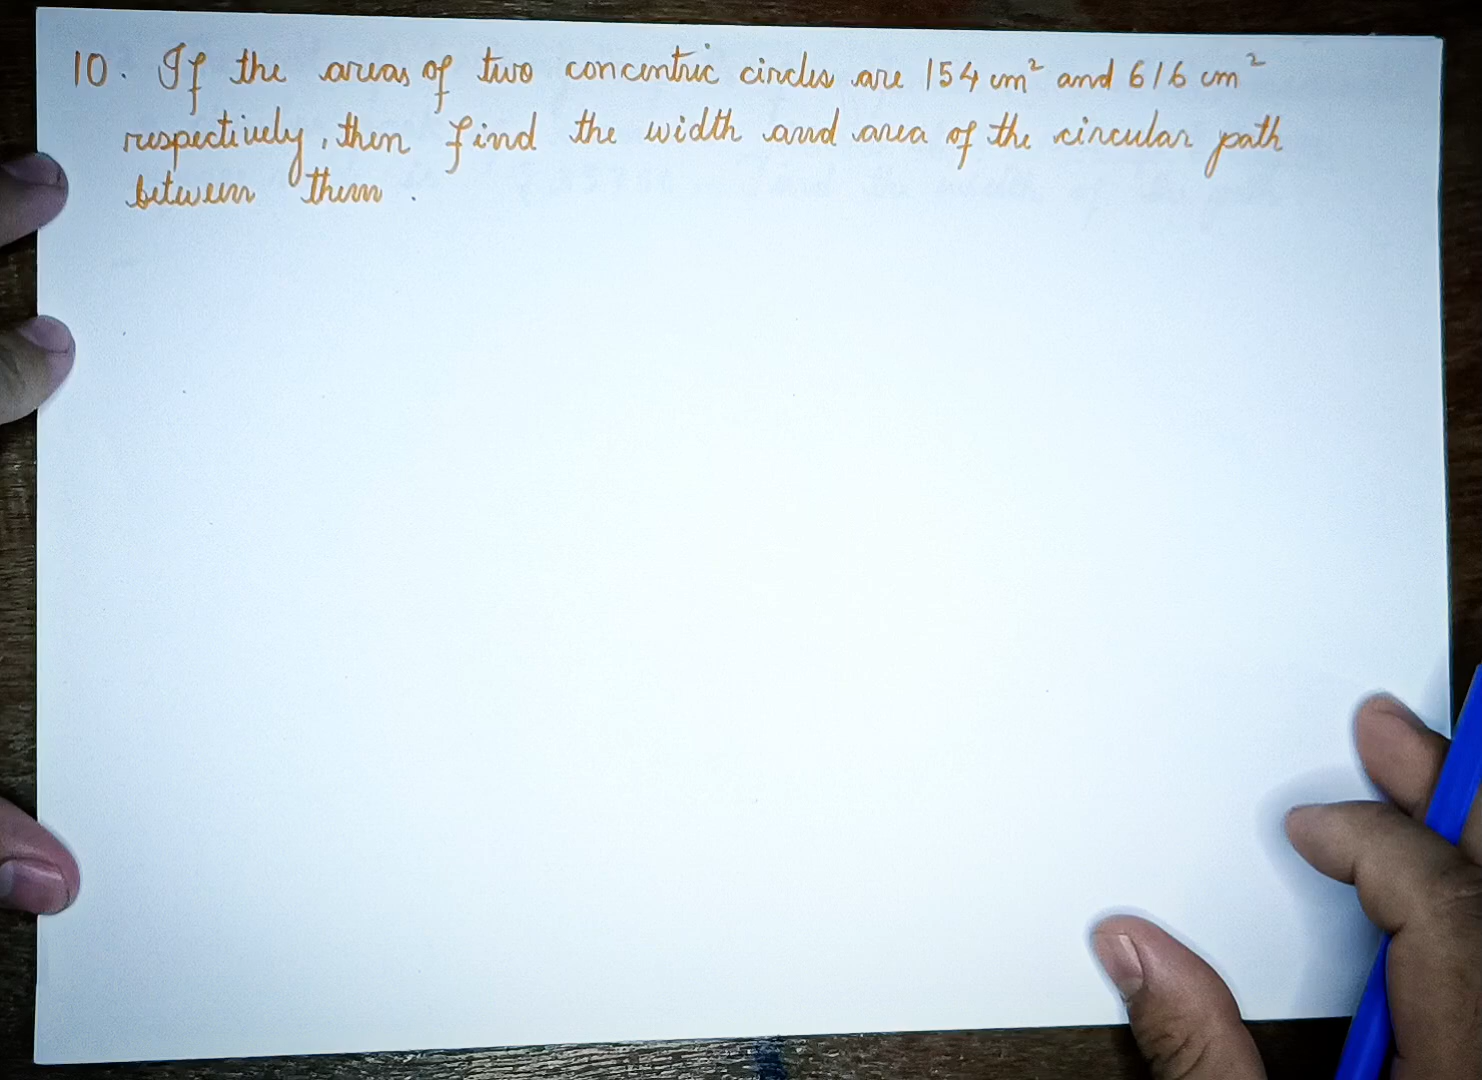 10. If the areas of two concentric circles are 154 cm² and 616 cm²
respectively, then find the width and area of the circular path
between them.